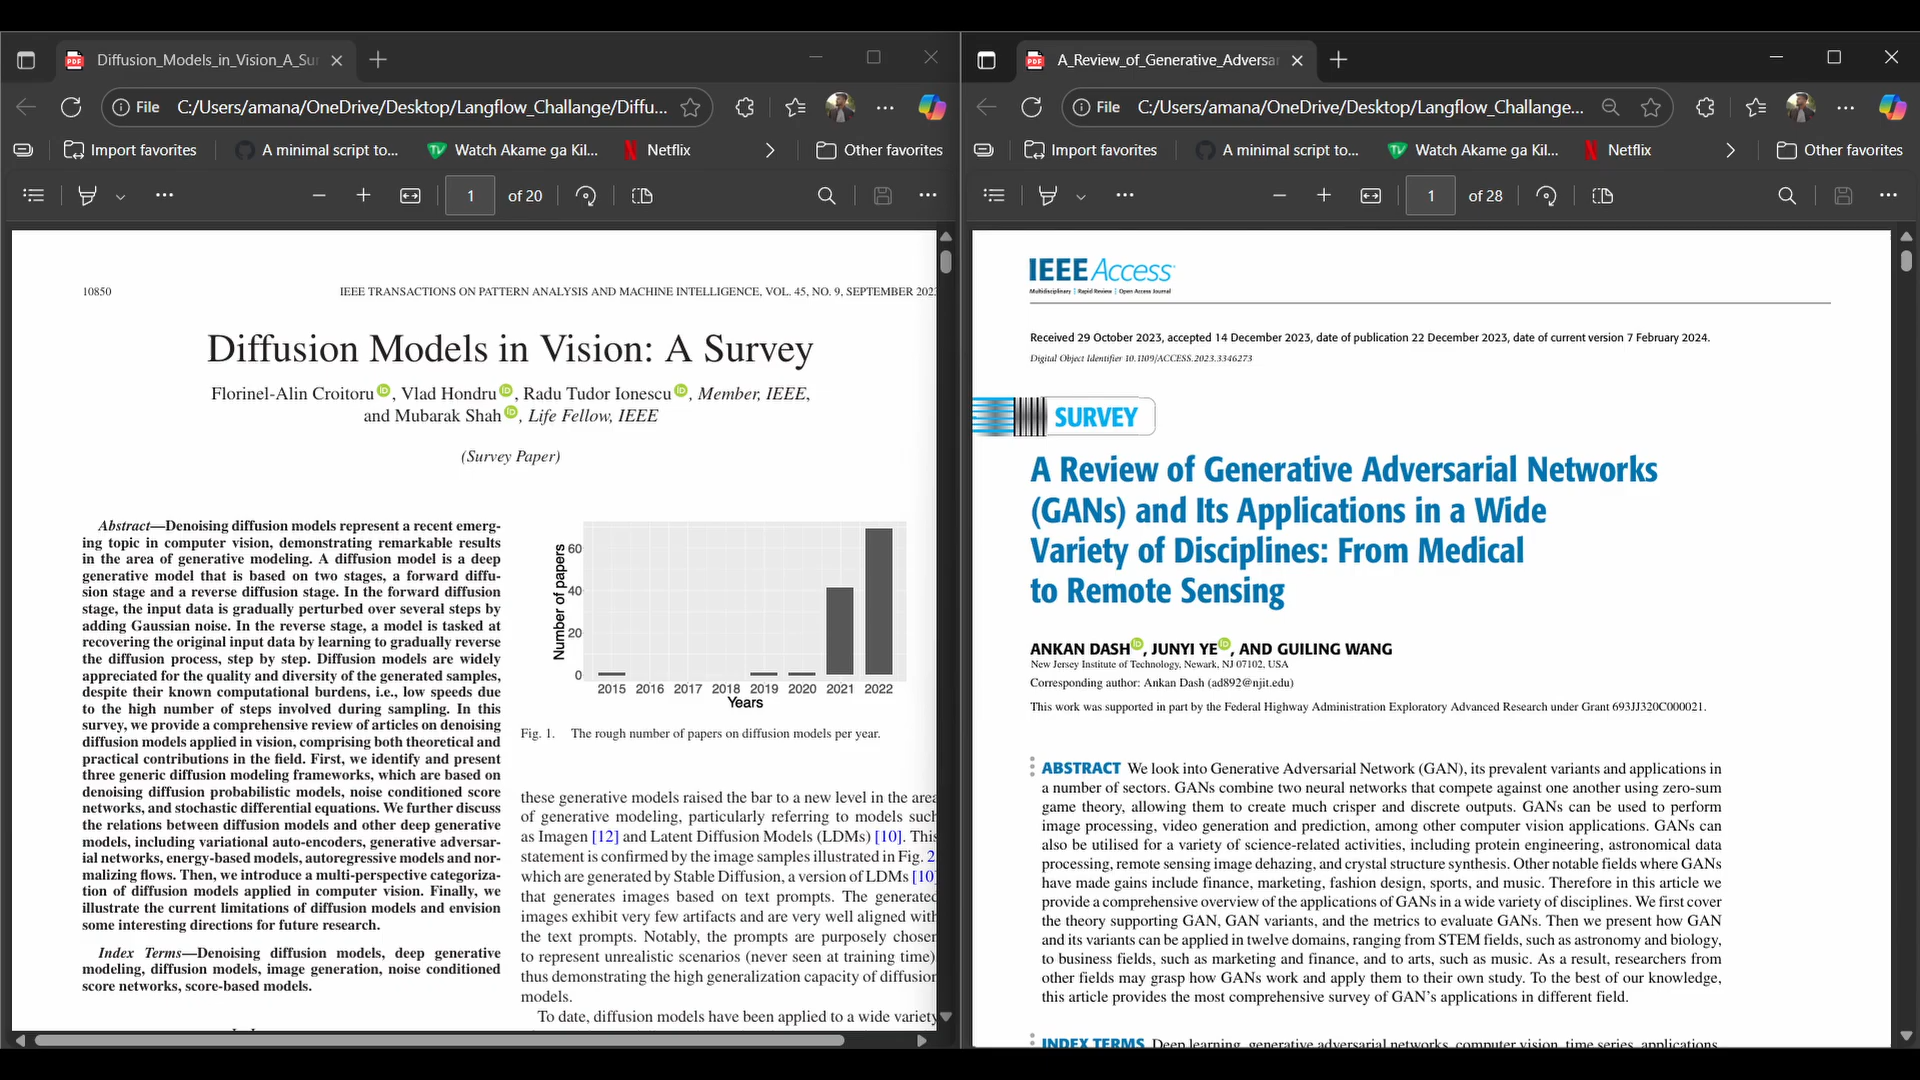 Diffusion_Models_in_Vision_A_Su
File C:/Users/amana/OneDrive/Desktop/Langflow_Challange/Diffu...
Import favorites A minimal script to... Watch Akame ga Kil... Netflix Other favorites
1 of 20
10850 IEEE TRANSACTIONS ON PATTERN ANALYSIS AND MACHINE INTELLIGENCE, VOL. 45, NO. 9, SEPTEMBER 2023
Diffusion Models in Vision: A Survey
Florinel-Alin Croitoru, Vlad Hondru, Radu Tudor Ionescu, Member, IEEE,
and Mubarak Shah, Life Fellow, IEEE
(Survey Paper)
Abstract—Denoising diffusion models represent a recent emerg-
ing topic in computer vision, demonstrating remarkable results
in the area of generative modeling. A diffusion model is a deep
generative model that is based on two stages, a forward diffu-
sion stage and a reverse diffusion stage. In the forward diffusion
stage, the input data is gradually perturbed over several steps by
adding Gaussian noise. In the reverse stage, a model is tasked at
recovering the original input data by learning to gradually reverse
the diffusion process, step by step. Diffusion models are widely
appreciated for the quality and diversity of the generated samples,
despite their known computational burdens, i.e., low speeds due
to the high number of steps involved during sampling. In this
survey, we provide a comprehensive review of articles on denoising
diffusion models applied in vision, comprising both theoretical and
practical contributions in the field. First, we identify and present
three generic diffusion modeling frameworks, which are based on
denoising diffusion probabilistic models, noise conditioned score
networks, and stochastic differential equations. We further discuss
the relations between diffusion models and other deep generative
models, including variational auto-encoders, generative adversar-
ial networks, energy-based models, autoregressive models and nor-
malizing flows. Then, we introduce a multi-perspective categoriza-
tion of diffusion models applied in computer vision. Finally, we
illustrate the current limitations of diffusion models and envision
some interesting directions for future research.
Index Terms—Denoising diffusion models, deep generative
modeling, diffusion models, image generation, noise conditioned
score networks, score-based models.
Number of papers
60
40
20
0
2015 2016 2017 2018 2019 2020 2021 2022
Years
Fig. 1. The rough number of papers on diffusion models per year.
these generative models raised the bar to a new level in the area
of generative modeling, particularly referring to models such
as Imagen [12] and Latent Diffusion Models (LDMs) [10]. This
statement is confirmed by the image samples illustrated in Fig. 2
which are generated by Stable Diffusion, a version of LDMs [10]
that generates images based on text prompts. The generated
images exhibit very few artifacts and are very well aligned with
the text prompts. Notably, the prompts are purposely chosen
to represent unrealistic scenarios (never seen at training time)
thus demonstrating the high generalization capacity of diffusion
models.
To date, diffusion models have been applied to a wide variety
A_Review_of_Generative_Adversar
File C:/Users/amana/OneDrive/Desktop/Langflow_Challange...
Import favorites A minimal script to... Watch Akame ga Kil... Netflix Other favorites
1 of 28
IEEE Access
Multidisciplinary | Rapid Review | Open Access Journal
Received 29 October 2023, accepted 14 December 2023, date of publication 22 December 2023, date of current version 7 February 2024.
Digital Object Identifier 10.1109/ACCESS.2023.3346273
SURVEY
A Review of Generative Adversarial Networks
(GANs) and Its Applications in a Wide
Variety of Disciplines: From Medical
to Remote Sensing
ANKAN DASH, JUNYI YE, AND GUILING WANG
New Jersey Institute of Technology, Newark, NJ 07102, USA
Corresponding author: Ankan Dash (ad892@njit.edu)
This work was supported in part by the Federal Highway Administration Exploratory Advanced Research under Grant 693JJ320C000021.
ABSTRACT We look into Generative Adversarial Network (GAN), its prevalent variants and applications in
a number of sectors. GANs combine two neural networks that compete against one another using zero-sum
game theory, allowing them to create much crisper and discrete outputs. GANs can be used to perform
image processing, video generation and prediction, among other computer vision applications. GANs can
also be utilised for a variety of science-related activities, including protein engineering, astronomical data
processing, remote sensing image dehazing, and crystal structure synthesis. Other notable fields where GANs
have made gains include finance, marketing, fashion design, sports, and music. Therefore in this article we
provide a comprehensive overview of the applications of GANs in a wide variety of disciplines. We first cover
the theory supporting GAN, GAN variants, and the metrics to evaluate GANs. Then we present how GAN
and its variants can be applied in twelve domains, ranging from STEM fields, such as astronomy and biology,
to business fields, such as marketing and finance, and to arts, such as music. As a result, researchers from
other fields may grasp how GANs work and apply them to their own study. To the best of our knowledge,
this article provides the most comprehensive survey of GAN's applications in different field.
INDEX TERMS Deep learning, generative adversarial networks, computer vision, time series, applications,